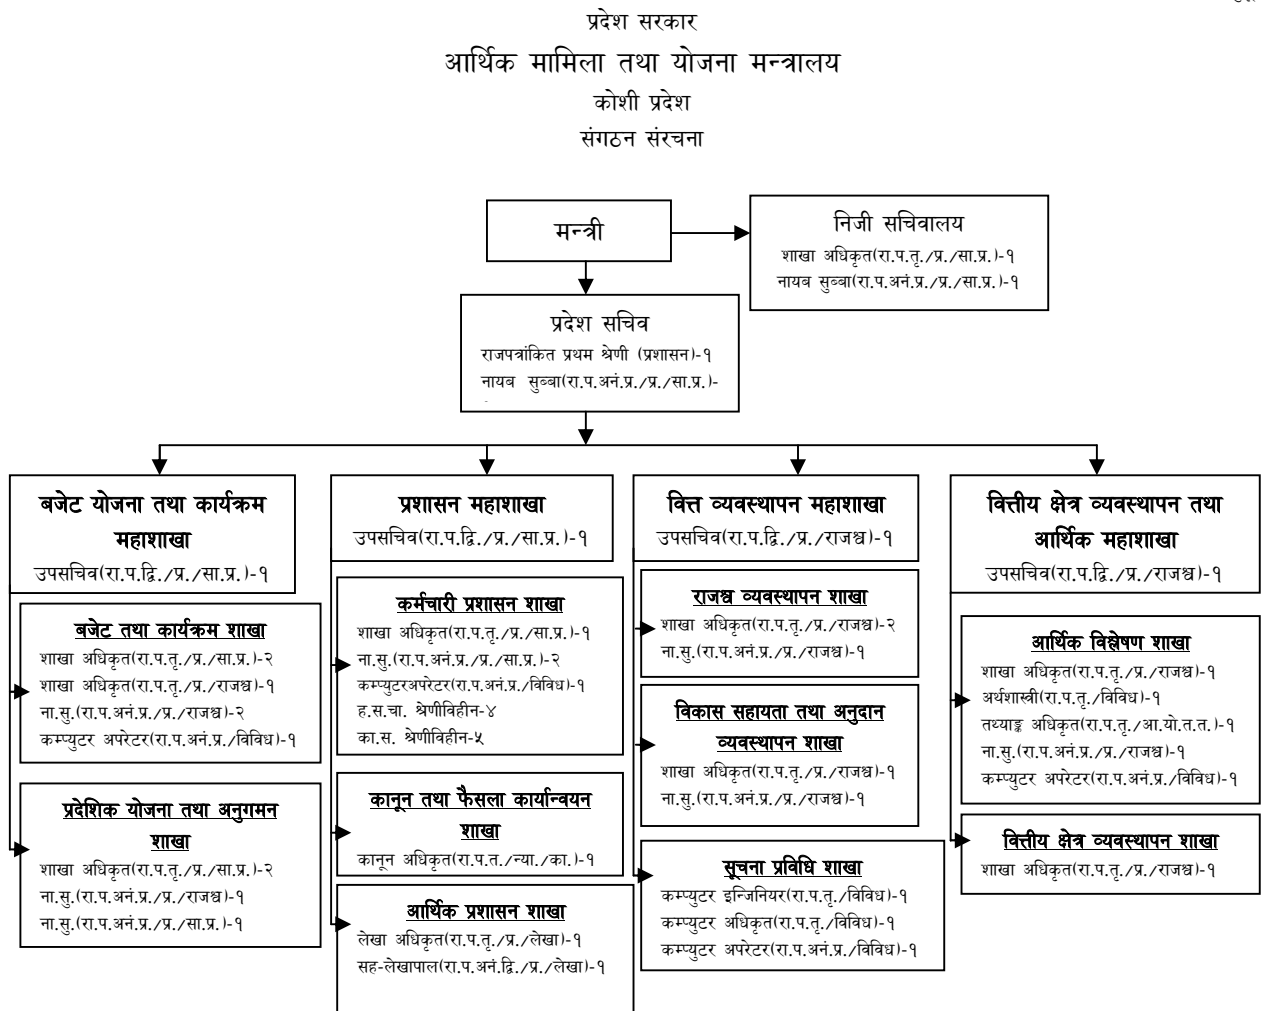 प्रदेश सरकार
आर्थिक मामिला तथा योजना मन्त्रालय
कोशी प्रदेश
संगठन संरचना
मन्त्री
निजी सचिवालय
शाखा अधिकृत(रा.प.तृ./प्र./सा.प्र.)-१
नायब सुब्बा(रा.प.अनं.प्र./प्र./सा.प्र.)-१
प्रदेश सचिव
राजपत्रांकित प्रथम श्रेणी (प्रशासन)-१
नायब सुब्बा(रा.प.अनं.प्र./प्र./सा.प्र.)-
बजेट योजना तथा कार्यक्रम
महाशाखा
उपसचिव(रा.प.द्वि./प्र./सा.प्र.)-१
बजेट तथा कार्यक्रम शाखा
शाखा अधिकृत(रा.प.तृ./प्र./सा.प्र.)-२
शाखा अधिकृत(रा.प.तृ./प्र./राजश्व)-१
ना.सु.(रा.प.अनं.प्र./प्र./राजश्व)-२
कम्प्युटर अपरेटर(रा.प.अनं.प्र./विविध)-१
प्रदेशिक योजना तथा अनुगमन
शाखा
शाखा अधिकृत(रा.प.तृ./प्र./सा.प्र.)-२
ना.सु.(रा.प.अनं.प्र./प्र./राजश्व)-१
ना.सु.(रा.प.अनं.प्र./प्र./सा.प्र.)-१
प्रशासन महाशाखा
उपसचिव(रा.प.द्वि./प्र./सा.प्र.)-१
कर्मचारी प्रशासन शाखा
शाखा अधिकृत(रा.प.तृ./प्र./सा.प्र.)-१
ना.सु.(रा.प.अनं.प्र./प्र./सा.प्र.)-२
कम्प्युटरअपरेटर(रा.प.अनं.प्र./विविध)-१
ह.स.चा. श्रेणीविहीन-४
का.स. श्रेणीविहीन-५
कानून तथा फैसला कार्यान्वयन
शाखा
कानून अधिकृत(रा.प.त./न्या./का.)-१
आर्थिक प्रशासन शाखा
लेखा अधिकृत(रा.प.तृ./प्र./लेखा)-१
सह-लेखापाल(रा.प.अनं.द्वि./प्र./लेखा)-१
वित्त व्यवस्थापन महाशाखा
उपसचिव(रा.प.द्वि./प्र./राजश्व)-१
राजश्व व्यवस्थापन शाखा
शाखा अधिकृत(रा.प.तृ./प्र./राजश्व)-२
ना.सु.(रा.प.अनं.प्र./प्र./राजश्व)-१
विकास सहायता तथा अनुदान
व्यवस्थापन शाखा
शाखा अधिकृत(रा.प.तृ./प्र./राजश्व)-१
ना.सु.(रा.प.अनं.प्र./प्र./राजश्व)-१
सूचना प्रविधि शाखा
कम्प्युटर इन्जिनियर(रा.प.तृ./विविध)-१
कम्प्युटर अधिकृत(रा.प.तृ./विविध)-१
कम्प्युटर अपरेटर(रा.प.अनं.प्र./विविध)-१
वित्तीय क्षेत्र व्यवस्थापन तथा
आर्थिक महाशाखा
उपसचिव(रा.प.द्वि./प्र./राजश्व)-१
आर्थिक विश्लेषण शाखा
शाखा अधिकृत(रा.प.तृ./प्र./राजश्व)-१
अर्थशास्त्री(रा.प.तृ./विविध)-१
तथ्याङ्क अधिकृत(रा.प.तृ./आ.यो.त.त.)-१
ना.सु.(रा.प.अनं.प्र./प्र./राजश्व)-१
कम्प्युटर अपरेटर(रा.प.अनं.प्र./विविध)-१
वित्तीय क्षेत्र व्यवस्थापन शाखा
शाखा अधिकृत(रा.प.तृ./प्र./राजश्व)-१